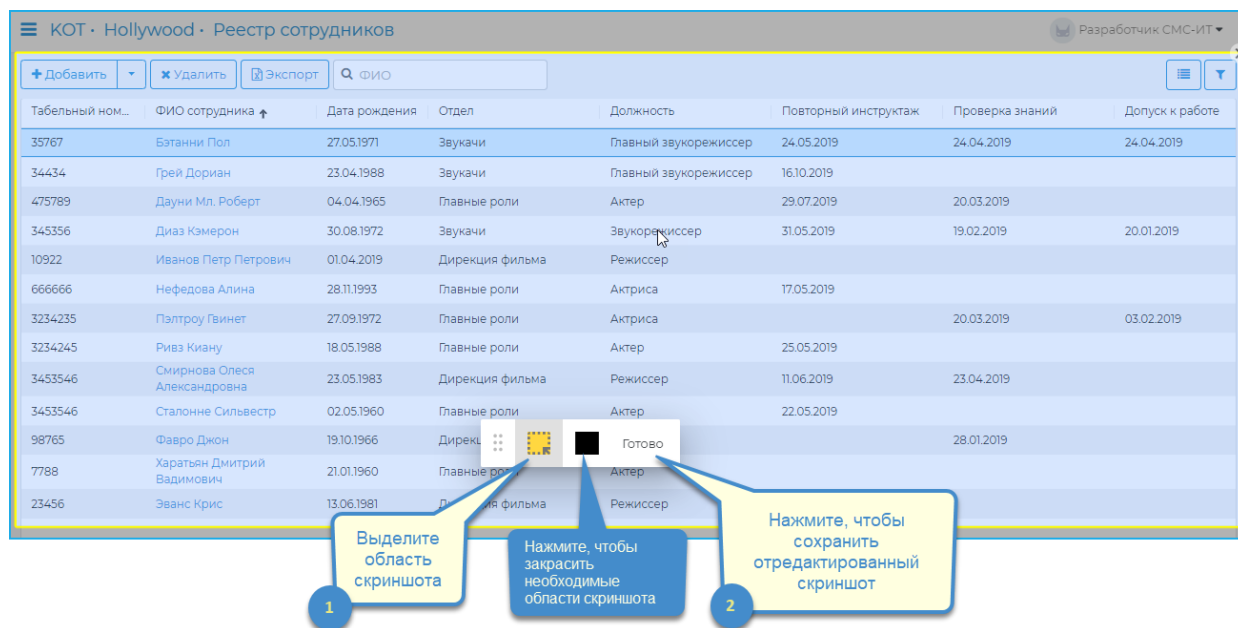 КОТ · Hollywood · Реестр сотрудников Разработчик СМС-ИТ
Добавить Удалить Экспорт ФИО
Табельный ном... ФИО сотрудника Дата рождения Отдел Должность Повторный инструктаж Проверка знаний Допуск к работе
35767 Бэтанни Пол 27.05.1971 Звукачи Главный звукорежиссер 24.05.2019 24.04.2019 24.04.2019
34434 Грей Дориан 23.04.1988 Звукачи Главный звукорежиссер 16.10.2019
475789 Дауни Мл. Роберт 04.04.1965 Главные роли Актер 29.07.2019 20.03.2019
345356 Диаз Кэмерон 30.08.1972 Звукачи Звукорежиссер 31.05.2019 19.02.2019 20.01.2019
10922 Иванов Петр Петрович 01.04.2019 Дирекция фильма Режиссер
666666 Нефедова Алина 28.11.1993 Главные роли Актриса 17.05.2019
3234235 Пэлтроу Гвинет 27.09.1972 Главные роли Актриса 20.03.2019 03.02.2019
3234245 Ривз Киану 18.05.1988 Главные роли Актер 25.05.2019
3453546 Смирнова Олеся Александровна 23.05.1983 Дирекция фильма Режиссер 11.06.2019 23.04.2019
3453546 Сталонне Сильвестр 02.05.1960 Главные роли Актер 22.05.2019
98765 Фавро Джон 19.10.1966 Дирекц 28.01.2019
Готово
7788 Харатьян Дмитрий Вадимович 21.01.1960 Главные роли Актер
23456 Эванс Крис 13.06.1981 фильма Режиссер
Выделите
область
скриншота
1
Нажмите, чтобы
закрасить
необходимые
области скриншота
Нажмите, чтобы
сохранить
отредактированный
скриншот
2